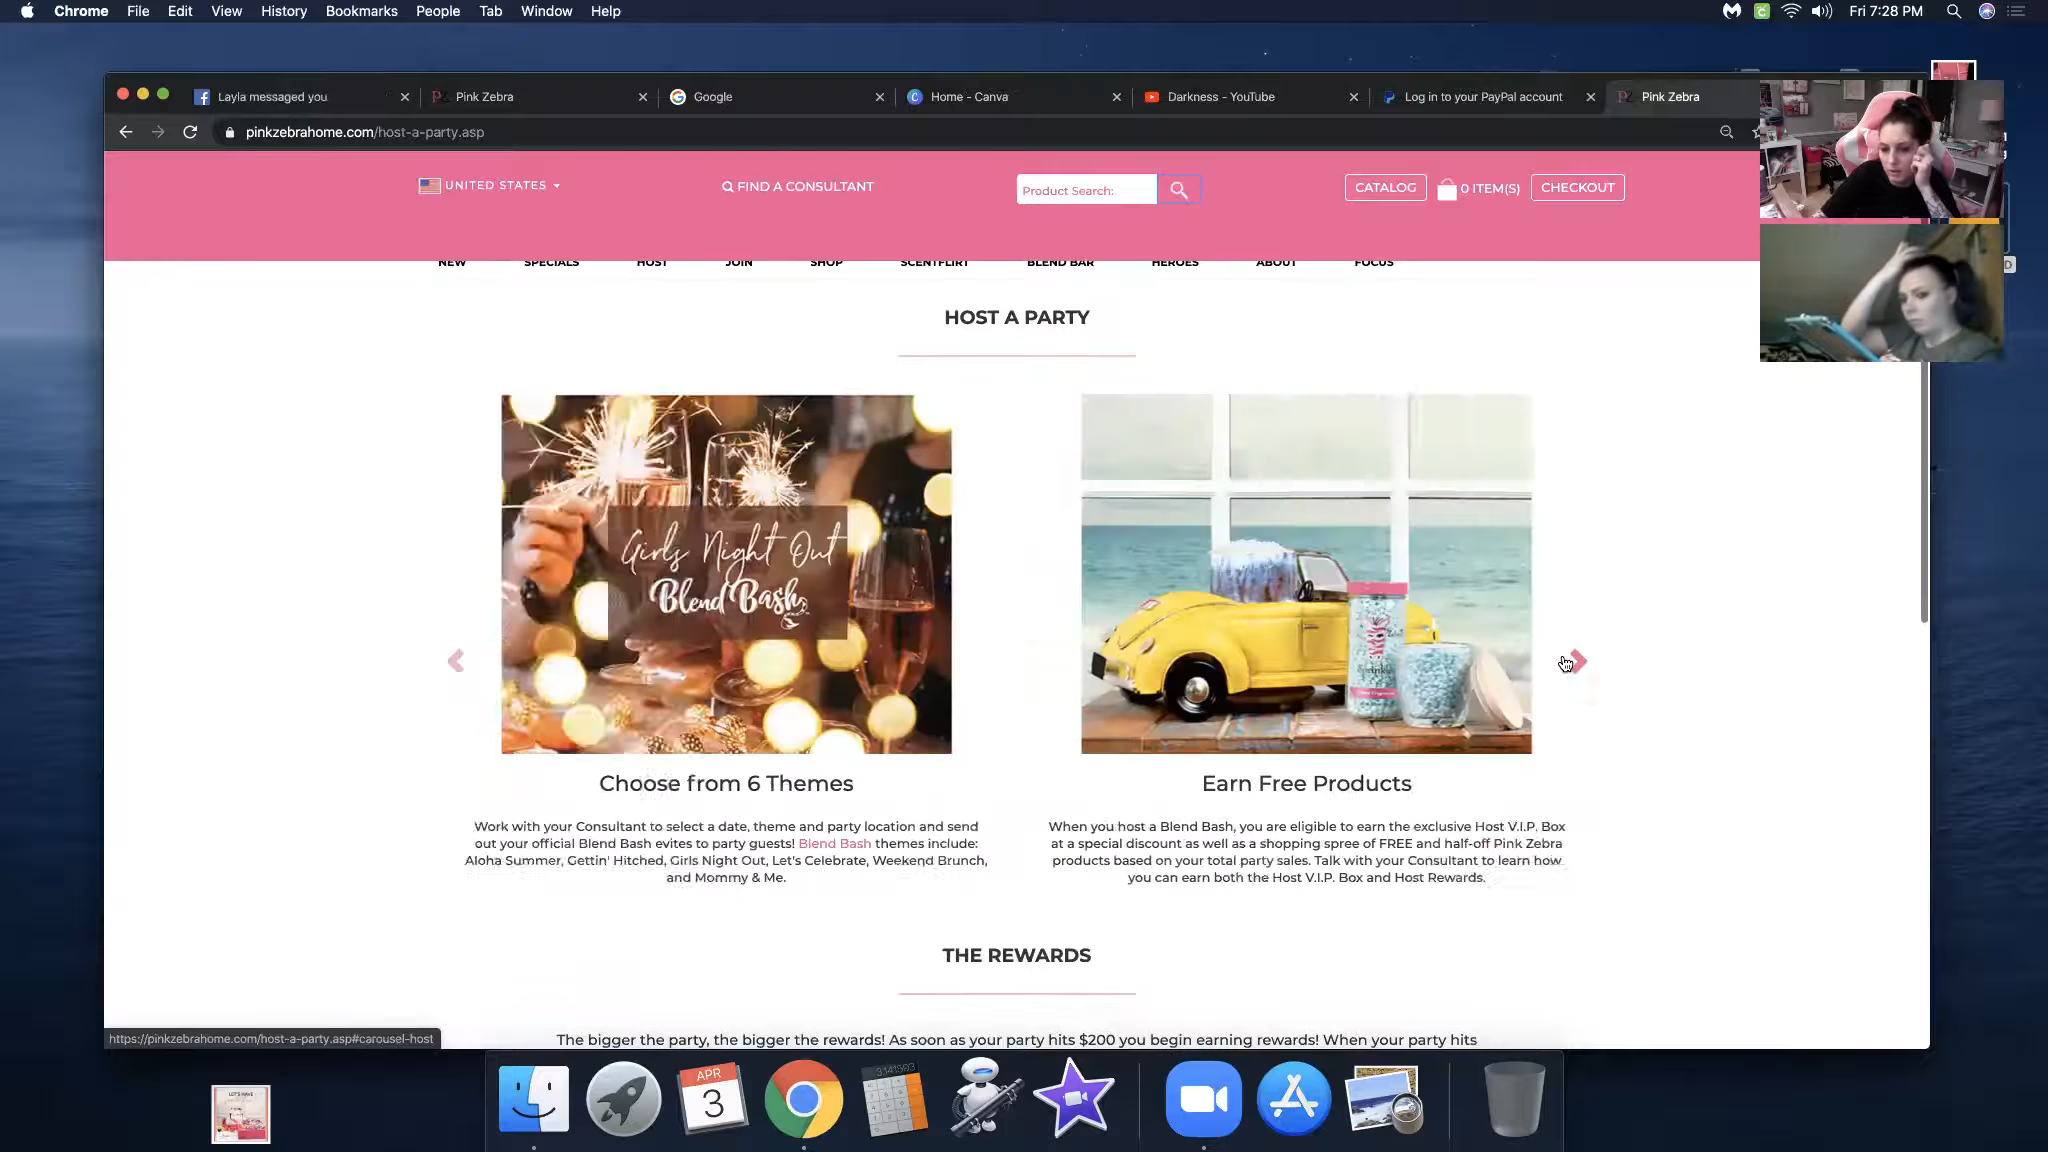 Chrome File Edit View History Bookmarks People Tab Window Help Fri 7:28 PM
Layla messaged you Pink Zebra Google Home - Canva Darkness - YouTube Log in to your PayPal account Pink Zebra
pinkzebrahome.com/host-a-party.asp
UNITED STATES FIND A CONSULTANT Product Search: CATALOG 0 ITEM(S) CHECKOUT
NEW SPECIALS HOST JOIN SHOP SCENTFLIRT BLEND BAR HEROES ABOUT FOCUS
HOST A PARTY
Girls Night Out
Blend Bash
Sprinkles
Choose from 6 Themes
Work with your Consultant to select a date, theme and party location and send
out your official Blend Bash evites to party guests! Blend Bash themes include:
Aloha Summer, Gettin' Hitched, Girls Night Out, Let's Celebrate, Weekend Brunch,
and Mommy & Me.
Earn Free Products
When you host a Blend Bash, you are eligible to earn the exclusive Host V.I.P. Box
at a special discount as well as a shopping spree of FREE and half-off Pink Zebra
products based on your total party sales. Talk with your Consultant to learn how
you can earn both the Host V.I.P. Box and Host Rewards.
THE REWARDS
The bigger the party, the bigger the rewards! As soon as your party hits $200 you begin earning rewards! When your party hits
https://pinkzebrahome.com/host-a-party.asp#carousel-host
LET'S HAVE
APR
3
3.141593